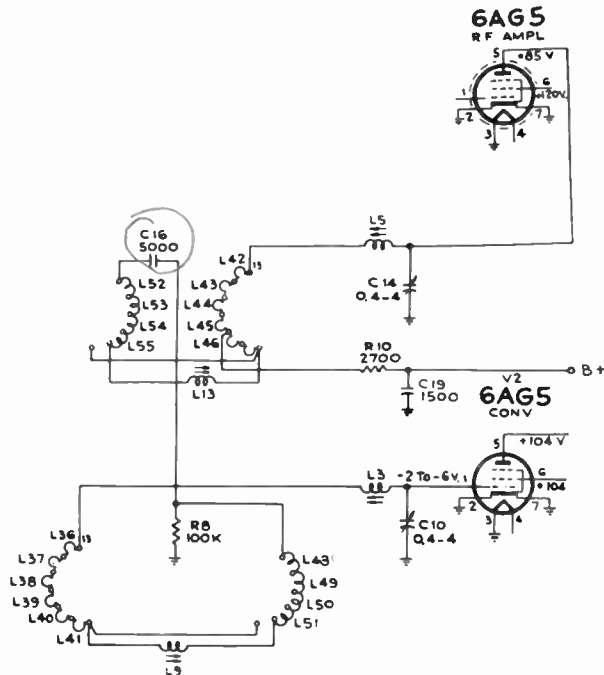 6AG5
RF AMPL
5
+85 V
1
6
+120V.
2
7
3
4
L5
C16
5000
L42
13
L52
L43
L53
L44
C14
0.4-4
L54
L45
L55
L46
R10
2700
B+
L13
C19
1500
V2
6AG5
CONV
5
+104 V
L3
-2 To -6 V.
1
6
+104
2
7
3
4
C10
0.4-4
L36
13
R8
100K
L37
L48
L38
L49
L39
L50
L40
L51
L41
L9